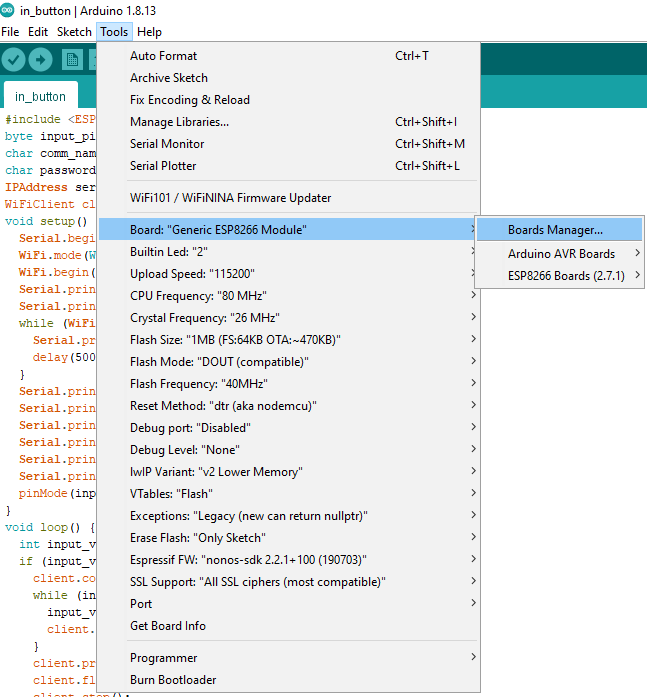 in_button | Arduino 1.8.13
File Edit Sketch Tools Help
in_button
Auto Format Ctrl+T
Archive Sketch
Fix Encoding & Reload
Manage Libraries... Ctrl+Shift+I
Serial Monitor Ctrl+Shift+M
Serial Plotter Ctrl+Shift+L
WiFi101 / WiFiNINA Firmware Updater
Board: "Generic ESP8266 Module"
Builtin Led: "2"
Upload Speed: "115200"
CPU Frequency: "80 MHz"
Crystal Frequency: "26 MHz"
Flash Size: "1MB (FS:64KB OTA:~470KB)"
Flash Mode: "DOUT (compatible)"
Flash Frequency: "40MHz"
Reset Method: "dtr (aka nodemcu)"
Debug port: "Disabled"
Debug Level: "None"
lwIP Variant: "v2 Lower Memory"
VTables: "Flash"
Exceptions: "Legacy (new can return nullptr)"
Erase Flash: "Only Sketch"
Espressif FW: "nonos-sdk 2.2.1+100 (190703)"
SSL Support: "All SSL ciphers (most compatible)"
Port
Get Board Info
Programmer
Burn Bootloader
Boards Manager...
Arduino AVR Boards
ESP8266 Boards (2.7.1)
#include <ESP
byte input_pi
char comm_nam
char password
IPAddress ser
WiFiClient cl
void setup()
Serial.begi
WiFi.mode(W
WiFi.begin(
Serial.prin
Serial.prin
while (WiFi
Serial.pr
delay(500
}
Serial.prin
Serial.prin
Serial.prin
Serial.prin
Serial.prin
pinMode(inp
}
void loop() {
int input_v
if (input_v
client.co
while (in
input_v
client.
}
client.pr
client.fl
client.stop();